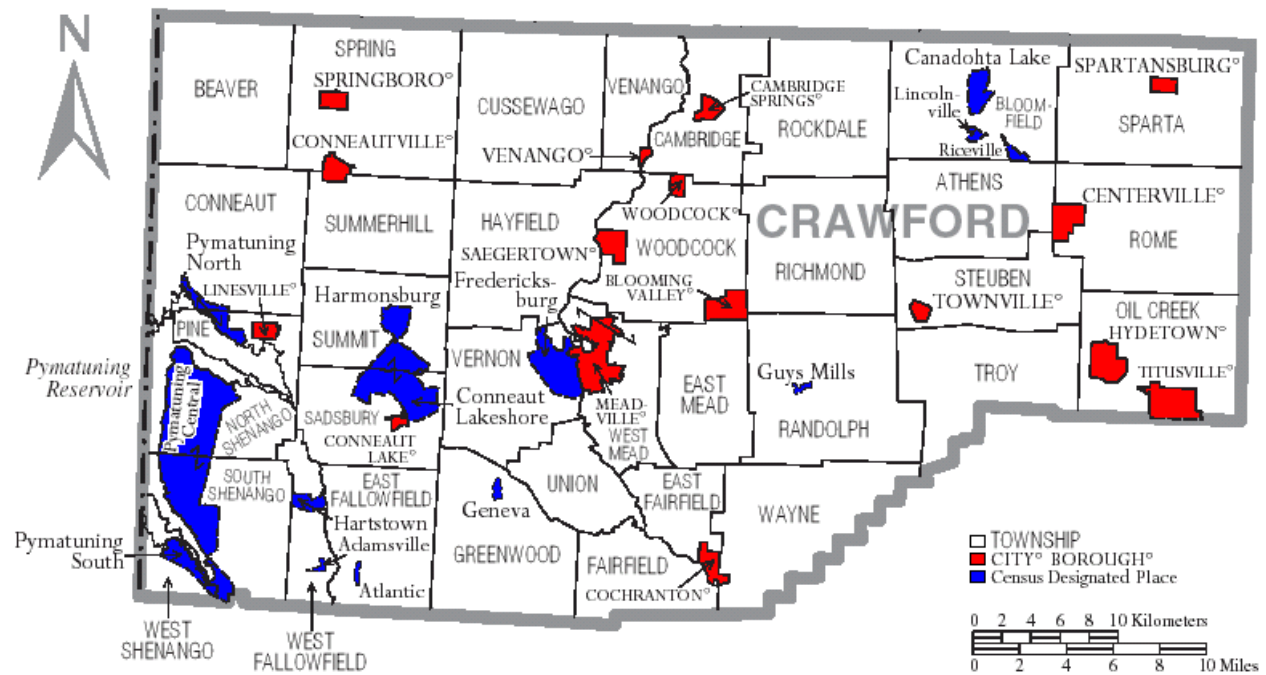 N
SPRING
SPRINGBORO°
BEAVER
CONNEAUTVILLE°
CUSSEWAGO
VENANGO
CAMBRIDGE
SPRINGS°
CAMBRIDGE
VENANGO°
ROCKDALE
Canadohta Lake
Lincoln-
ville
BLOOM-
FIELD
Riceville
SPARTANSBURG°
SPARTA
CONNEAUT
SUMMERHILL
HAYFIELD
SAEGERTOWN°
WOODCOCK°
WOODCOCK
CRAWFORD
RICHMOND
ATHENS
CENTERVILLE°
ROME
Pymatuning
North
LINESVILLE°
PINE
Harmonsburg
SUMMIT
Fredericks-
burg
BLOOMING
VALLEY°
STEUBEN
TOWNVILLE°
OIL CREEK
HYDETOWN°
TITUSVILLE°
Pymatuning
Reservoir
Pymatuning
Central
NORTH
SHENANGO
SADSBURY
CONNEAUT
LAKE°
VERNON
Conneaut
Lakeshore
MEAD-
VILLE°
WEST
MEAD
EAST
MEAD
Guys Mills
RANDOLPH
TROY
SOUTH
SHENANGO
EAST
FALLOWFIELD
Hartstown
Adamsville
Atlantic
Geneva
GREENWOOD
UNION
EAST
FAIRFIELD
FAIRFIELD
COCHRANTON°
WAYNE
Pymatuning
South
WEST
SHENANGO
WEST
FALLOWFIELD
TOWNSHIP
CITY° BOROUGH°
Census Designated Place
0 2 4 6 8 10 Kilometers
0 2 4 6 8 10 Miles